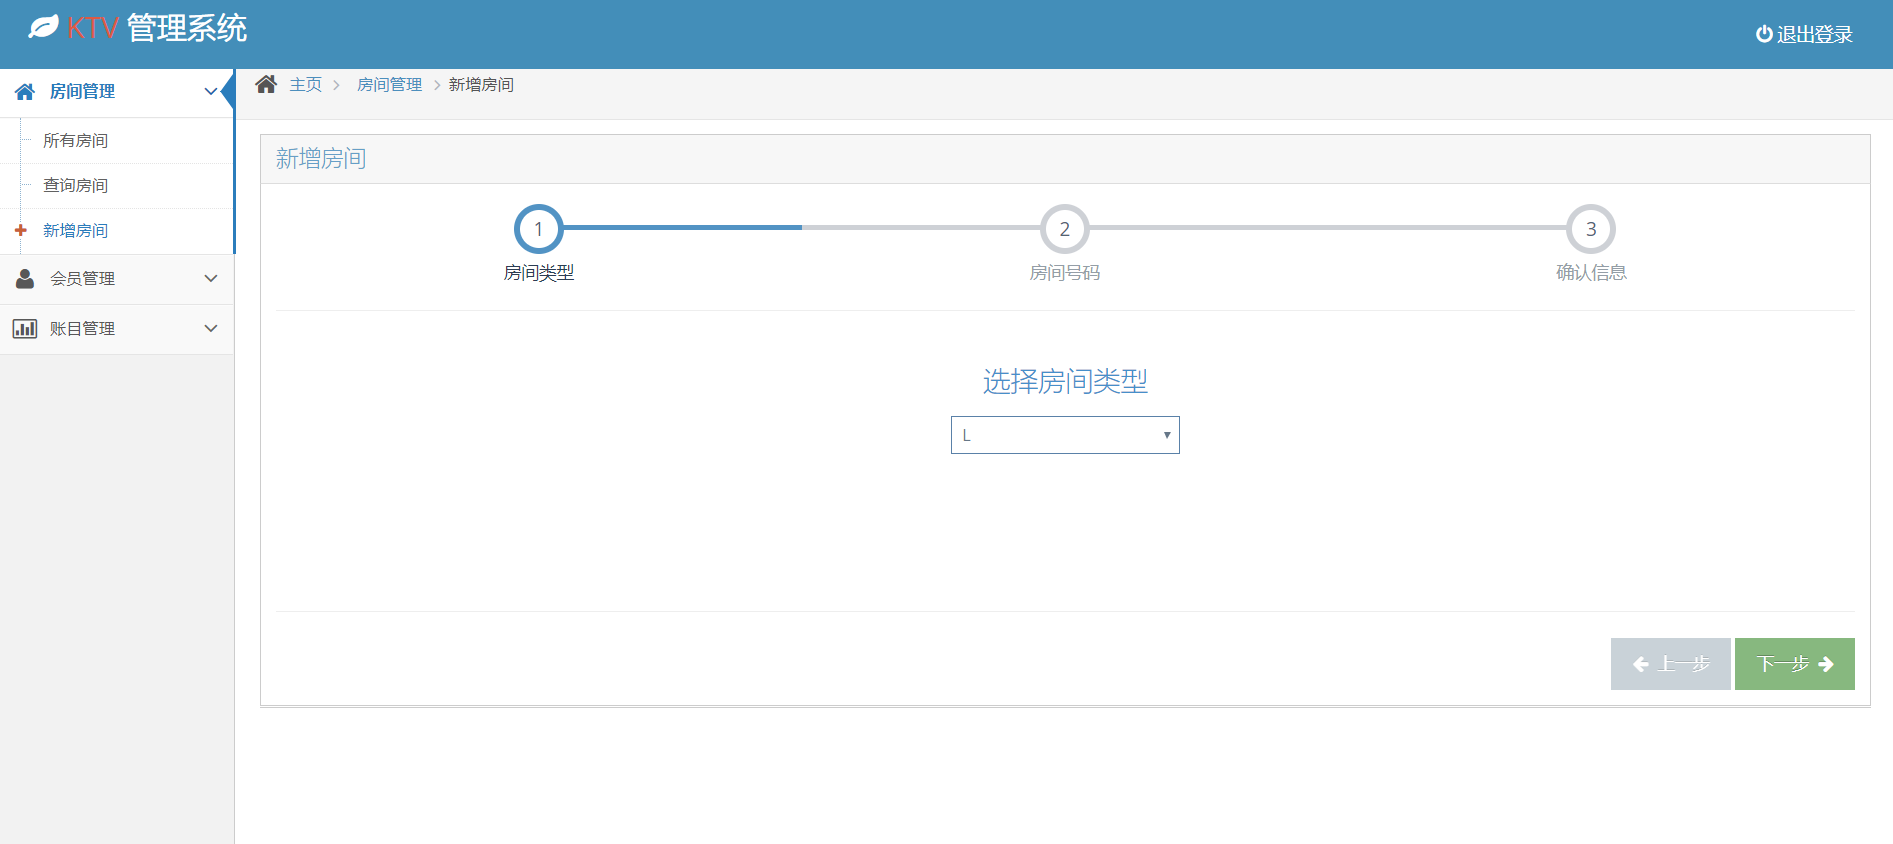 KTV 管理系统
退出登录
房间管理
主页 房间管理 新增房间
所有房间
查询房间
新增房间
会员管理
账目管理
新增房间
1 2 3
房间类型 房间号码 确认信息
选择房间类型
L
上一步 下一步